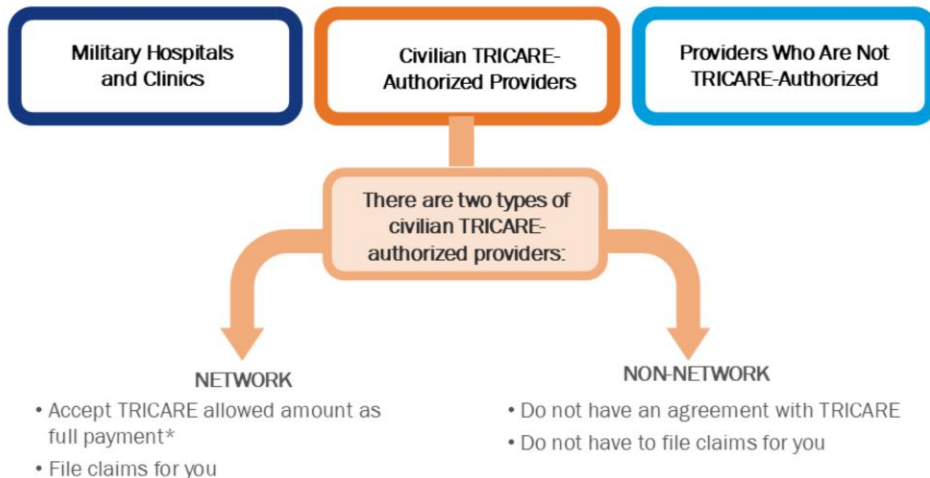 Military Hospitals
and Clinics
Civilian TRICARE-
Authorized Providers
Providers Who Are Not
TRICARE-Authorized
There are two types of
civilian TRICARE-
authorized providers:
NETWORK
• Accept TRICARE allowed amount as
full payment*
• File claims for you
NON-NETWORK
• Do not have an agreement with TRICARE
• Do not have to file claims for you